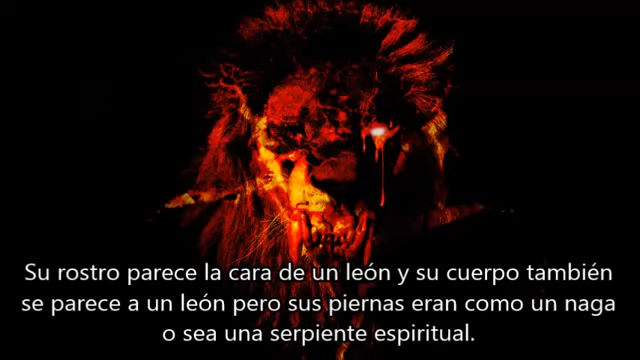 Su rostro parece la cara de un león y su cuerpo también
se parece a un león pero sus piernas eran como un naga
o sea una serpiente espiritual.